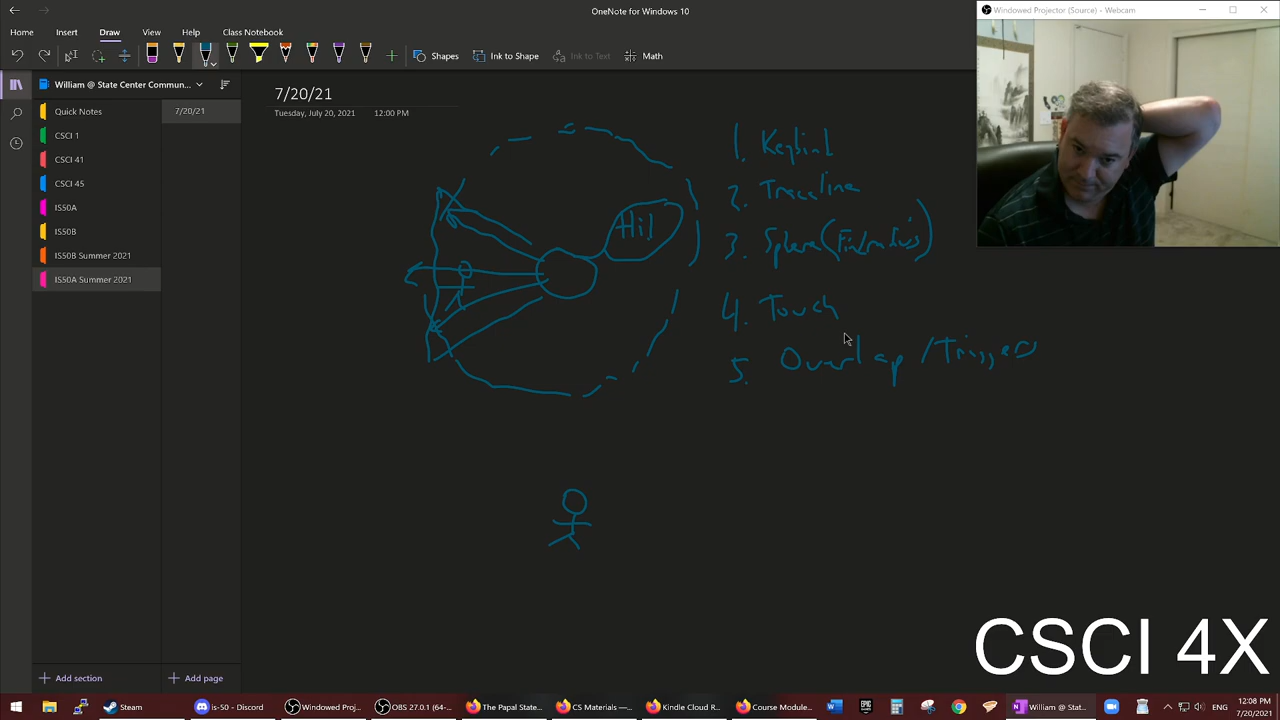 OneNote for Windows 10
Windowed Projector (Source) - Webcam
Home Insert Draw View Help Class Notebook
Shapes Ink to Shape Ink to Text Math
William @ State Center Commun...
Quick Notes
CSCI 1
CSCI 41
CSCI 45
IS50A
IS50B
IS50B Summer 2021
IS50A Summer 2021
7/20/21
7/20/21
Tuesday, July 20, 2021 12:00 PM
Hi!
1. Keybind
2. Traceline
3. Sphere (Findradius)
4. Touch
5. Overlap / Triggers
CSCI 4X
Add section
Add page
Steam
is-50 - Discord
Windowed Proj...
OBS 27.0.1 (64-...
The Papal State...
CS Materials —...
Kindle Cloud R...
Course Module...
William @ Stat...
ENG
12:08 PM
7/20/2021